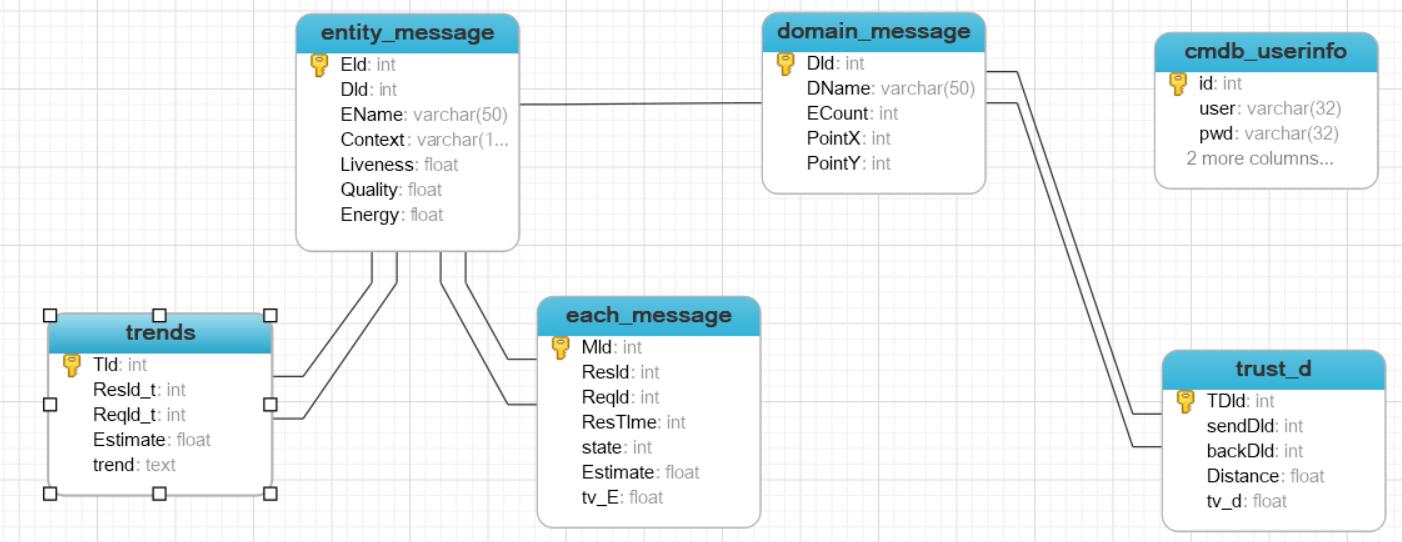 entity_message
EId: int
DId: int
EName: varchar(50)
Context: varchar(1...
Liveness: float
Quality: float
Energy: float
domain_message
DId: int
DName: varchar(50)
ECount: int
PointX: int
PointY: int
cmdb_userinfo
id: int
user: varchar(32)
pwd: varchar(32)
2 more columns...
trends
TId: int
ResId_t: int
ReqId_t: int
Estimate: float
trend: text
each_message
MId: int
ResId: int
ReqId: int
ResTIme: int
state: int
Estimate: float
tv_E: float
trust_d
TDId: int
sendDId: int
backDId: int
Distance: float
tv_d: float